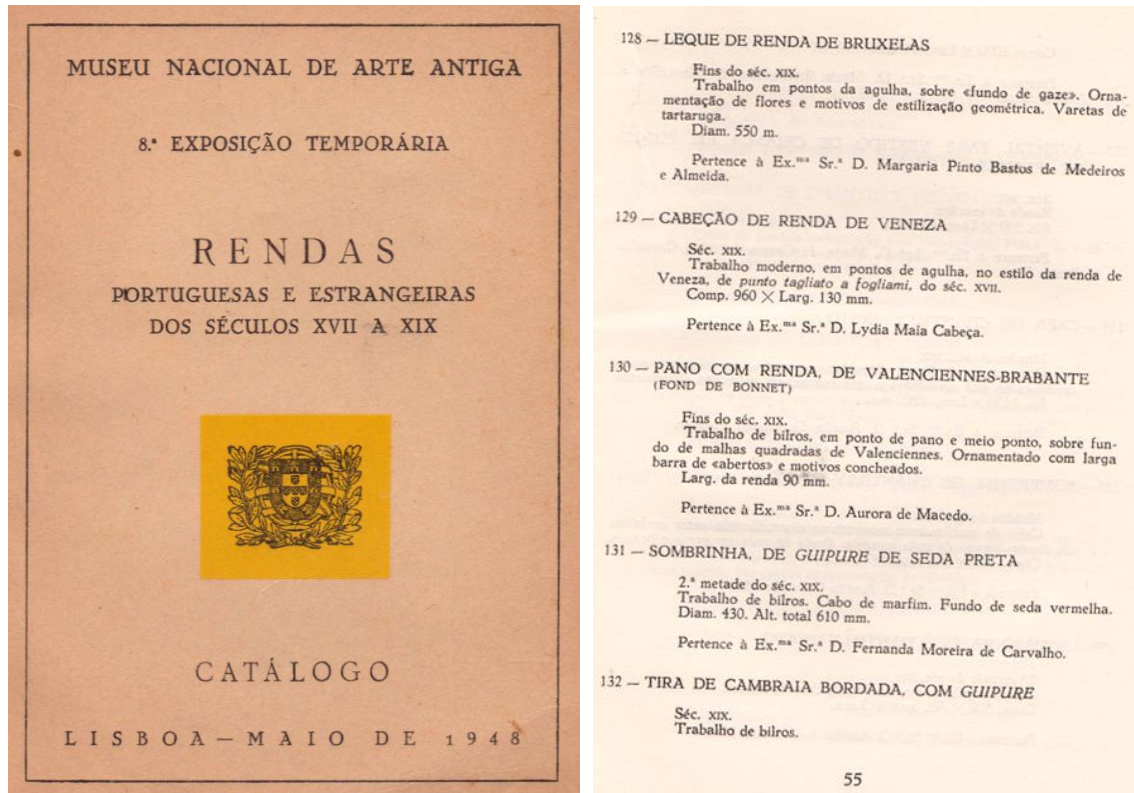 MUSEU NACIONAL DE ARTE ANTIGA
8.ª EXPOSIÇÃO TEMPORÁRIA
RENDAS
PORTUGUESAS E ESTRANGEIRAS
DOS SÉCULOS XVII A XIX
CATÁLOGO
LISBOA—MAIO DE 1948
128 — LEQUE DE RENDA DE BRUXELAS
Fins do séc. XIX.
Trabalho em pontos da agulha, sobre «fundo de gaze». Orna-
mentação de flores e motivos de estilização geométrica. Varetas de
tartaruga.
Diam. 550 m.
Pertence à Ex.ᵐᵃ Sr.ª D. Margaria Pinto Bastos de Medeiros
e Almeida.
129 — CABEÇÃO DE RENDA DE VENEZA
Séc. XIX.
Trabalho moderno, em pontos de agulha, no estilo da renda de
Veneza, de punto tagliato a fogliami, do séc. XVII.
Comp. 960 × Larg. 130 mm.
Pertence à Ex.ᵐᵃ Sr.ª D. Lydia Maia Cabeça.
130 — PANO COM RENDA, DE VALENCIENNES-BRABANTE
(FOND DE BONNET)
Fins do séc. XIX.
Trabalho de bilros, em ponto de pano e meio ponto, sobre fun-
do de malhas quadradas de Valenciennes. Ornamentado com larga
barra de «abertos» e motivos concheados.
Larg. da renda 90 mm.
Pertence à Ex.ᵐᵃ Sr.ª D. Aurora de Macedo.
131 — SOMBRINHA, DE GUIPURE DE SEDA PRETA
2.ª metade do séc. XIX.
Trabalho de bilros. Cabo de marfim. Fundo de seda vermelha.
Diam. 430. Alt. total 610 mm.
Pertence à Ex.ᵐᵃ Sr.ª D. Fernanda Moreira de Carvalho.
132 — TIRA DE CAMBRAIA BORDADA, COM GUIPURE
Séc. XIX.
Trabalho de bilros.
55